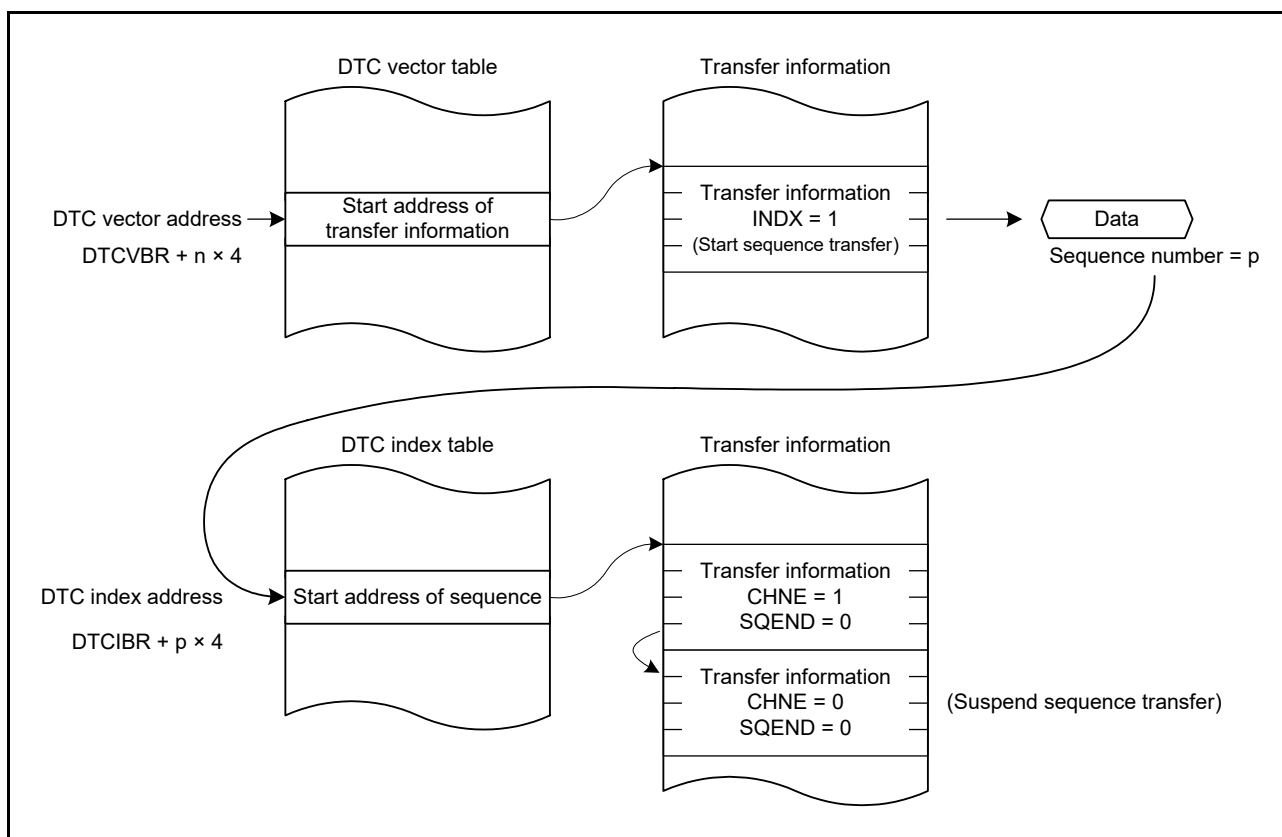 DTC vector table
Transfer information
DTC vector address
DTCVBR + n × 4
Start address of
transfer information
Transfer information
INDX = 1
(Start sequence transfer)
Data
Sequence number = p
DTC index table
Transfer information
DTC index address
DTCIBR + p × 4
Start address of sequence
Transfer information
CHNE = 1
SQEND = 0
Transfer information
CHNE = 0
SQEND = 0
(Suspend sequence transfer)